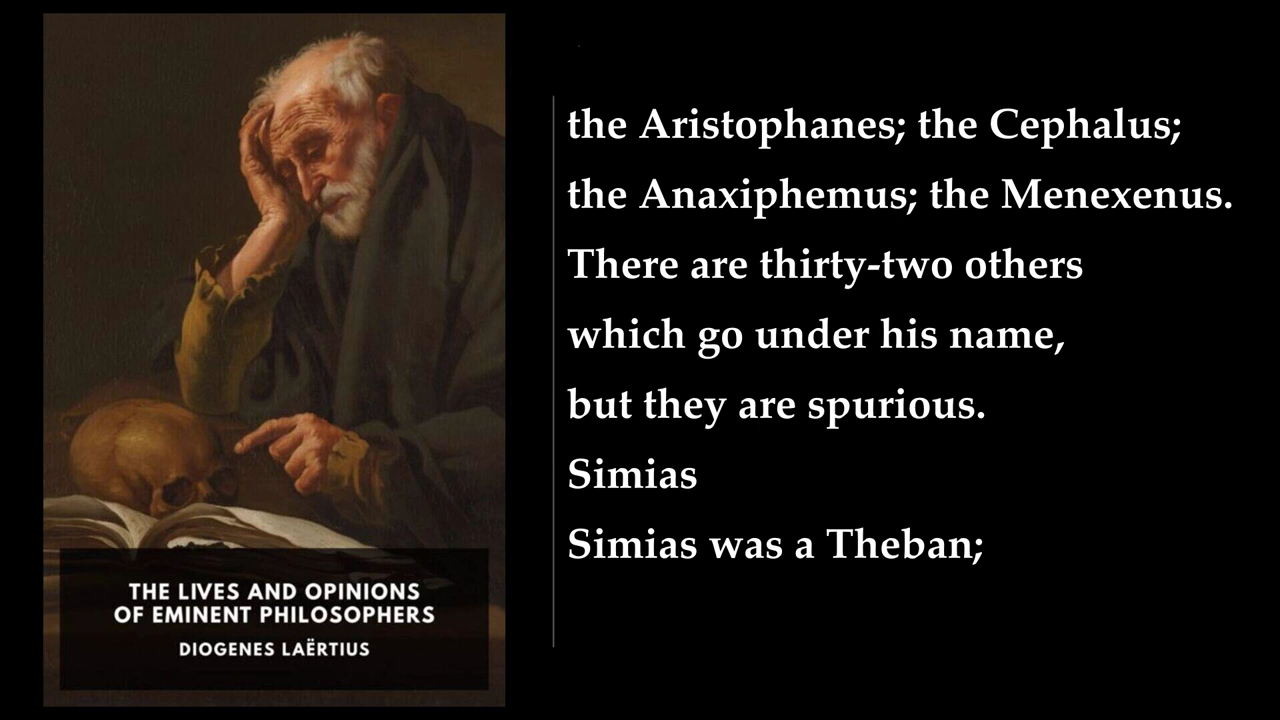 the Aristophanes; the Cephalus;
the Anaxiphemus; the Menexenus.
There are thirty-two others
which go under his name,
but they are spurious.
Simias
Simias was a Theban;
THE LIVES AND OPINIONS
OF EMINENT PHILOSOPHERS
DIOGENES LAËRTIUS